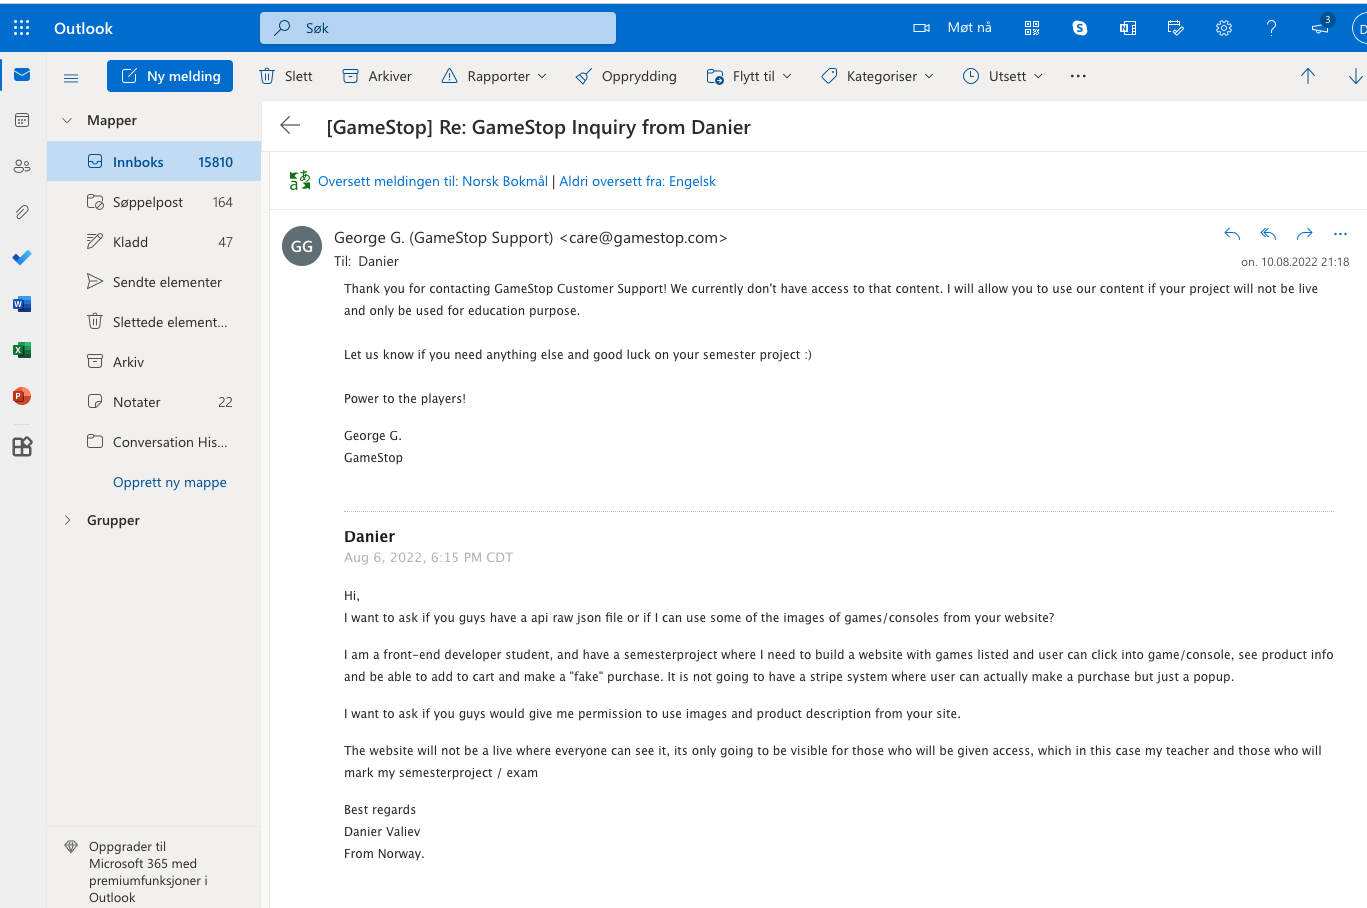 Outlook
Søk
Møt nå
3
Ny melding
Slett
Arkiver
Rapporter
Opprydding
Flytt til
Kategoriser
Utsett
Mapper
Innboks 15810
Søppelpost 164
Kladd 47
Sendte elementer
Slettede element...
Arkiv
Notater 22
Conversation His...
Opprett ny mappe
Grupper
Oppgrader til
Microsoft 365 med
premiumfunksjoner i
Outlook
[GameStop] Re: GameStop Inquiry from Danier
Oversett meldingen til: Norsk Bokmål | Aldri oversett fra: Engelsk
GG
George G. (GameStop Support) <care@gamestop.com>
Til: Danier
on. 10.08.2022 21:18
Thank you for contacting GameStop Customer Support! We currently don't have access to that content. I will allow you to use our content if your project will not be live
and only be used for education purpose.
Let us know if you need anything else and good luck on your semester project :)
Power to the players!
George G.
GameStop
Danier
Aug 6, 2022, 6:15 PM CDT
Hi,
I want to ask if you guys have a api raw json file or if I can use some of the images of games/consoles from your website?
I am a front-end developer student, and have a semesterproject where I need to build a website with games listed and user can click into game/console, see product info
and be able to add to cart and make a "fake" purchase. It is not going to have a stripe system where user can actually make a purchase but just a popup.
I want to ask if you guys would give me permission to use images and product description from your site.
The website will not be a live where everyone can see it, its only going to be visible for those who will be given access, which in this case my teacher and those who will
mark my semesterproject / exam
Best regards
Danier Valiev
From Norway.